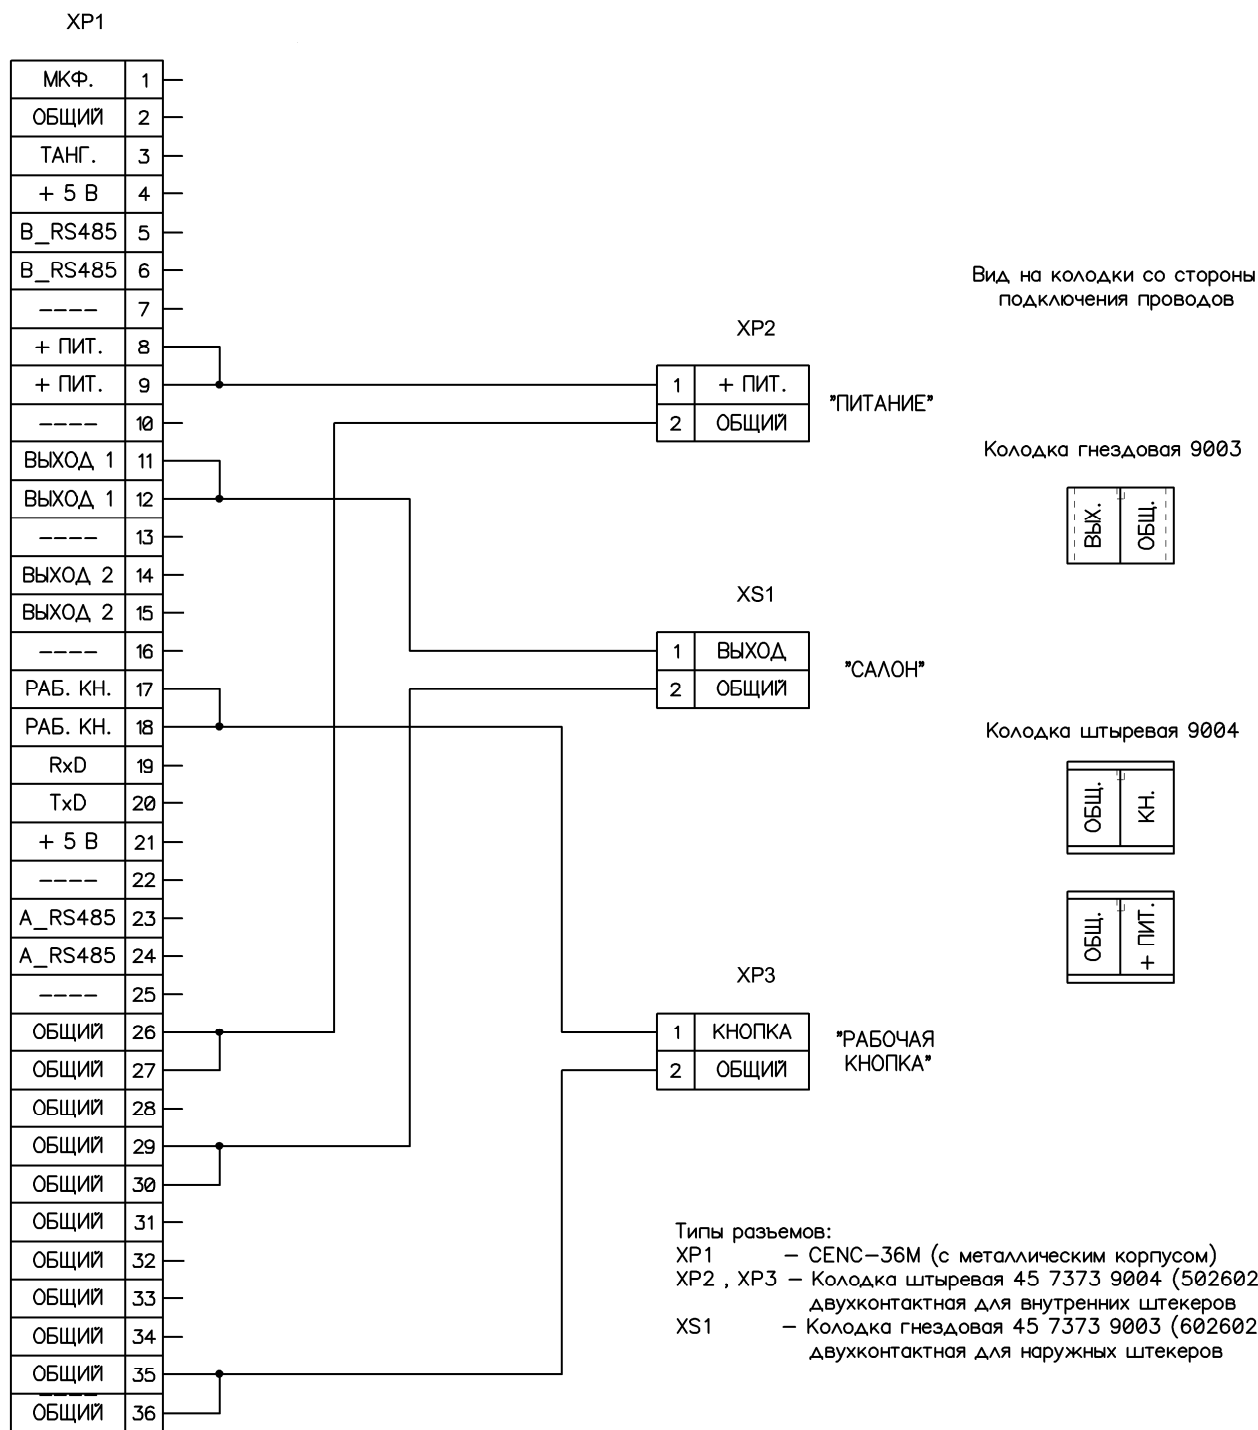 XP1
МКФ. 1
ОБЩИЙ 2
ТАНГ. 3
+ 5 В 4
B_RS485 5
B_RS485 6
---- 7
+ ПИТ. 8
+ ПИТ. 9
---- 10
ВЫХОД 1 11
ВЫХОД 1 12
---- 13
ВЫХОД 2 14
ВЫХОД 2 15
---- 16
РАБ. КН. 17
РАБ. КН. 18
RxD 19
TxD 20
+ 5 В 21
---- 22
A_RS485 23
A_RS485 24
---- 25
ОБЩИЙ 26
ОБЩИЙ 27
ОБЩИЙ 28
ОБЩИЙ 29
ОБЩИЙ 30
ОБЩИЙ 31
ОБЩИЙ 32
ОБЩИЙ 33
ОБЩИЙ 34
ОБЩИЙ 35
ОБЩИЙ 36
XP2
1 + ПИТ.
2 ОБЩИЙ
"ПИТАНИЕ"
XS1
1 ВЫХОД
2 ОБЩИЙ
"САЛОН"
XP3
1 КНОПКА
2 ОБЩИЙ
"РАБОЧАЯ
КНОПКА"
Вид на колодки со стороны
подключения проводов
Колодка гнездовая 9003
ВЫХ.
ОБЩ.
Колодка штыревая 9004
ОБЩ.
КН.
ОБЩ.
+ ПИТ.
Типы разъемов:
XP1 – CENC–36M (с металлическим корпусом)
XP2 , XP3 – Колодка штыревая 45 7373 9004 (502602
двухконтактная для внутренних штекеров
XS1 – Колодка гнездовая 45 7373 9003 (602602
двухконтактная для наружных штекеров